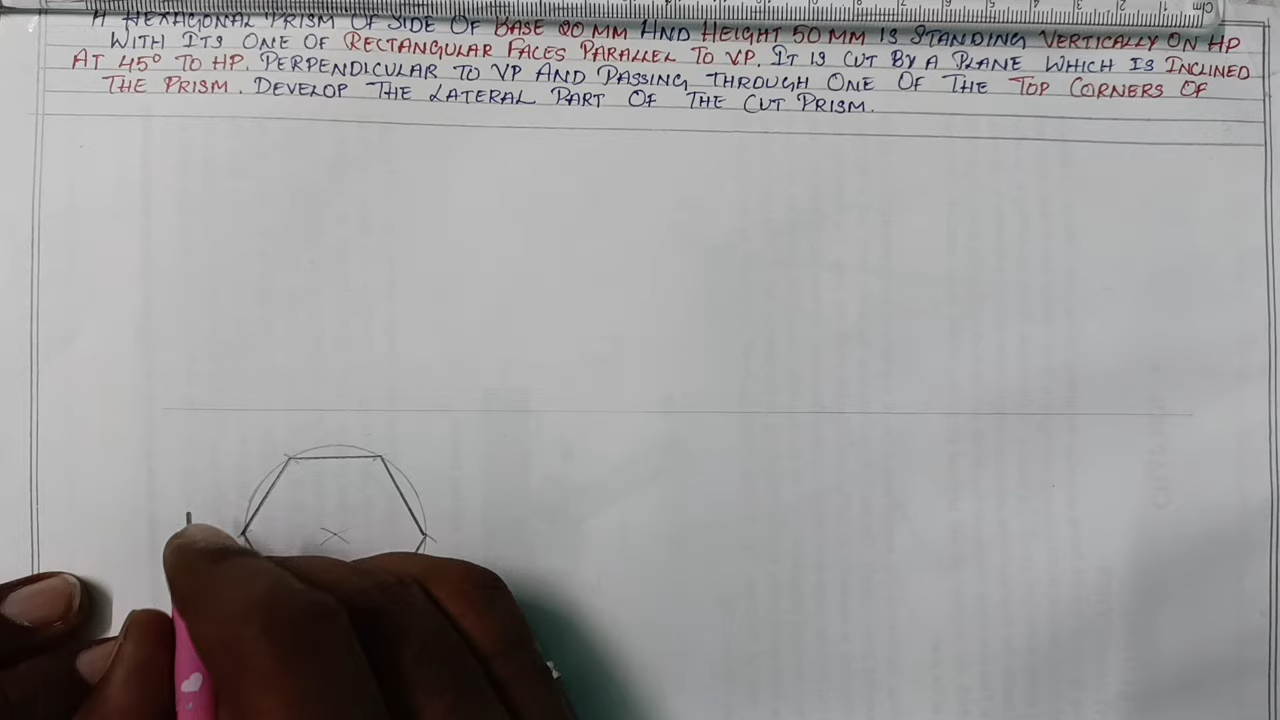 A HEXAGONAL PRISM OF SIDE OF BASE 20 MM AND HEIGHT 50 MM IS STANDING VERTICALLY ON HP
WITH ITS ONE OF RECTANGULAR FACES PARALLEL TO VP. IT IS CUT BY A PLANE WHICH IS INCLINED
AT 45° TO HP, PERPENDICULAR TO VP AND PASSING THROUGH ONE OF THE TOP CORNERS OF
THE PRISM. DEVELOP THE LATERAL PART OF THE CUT PRISM.